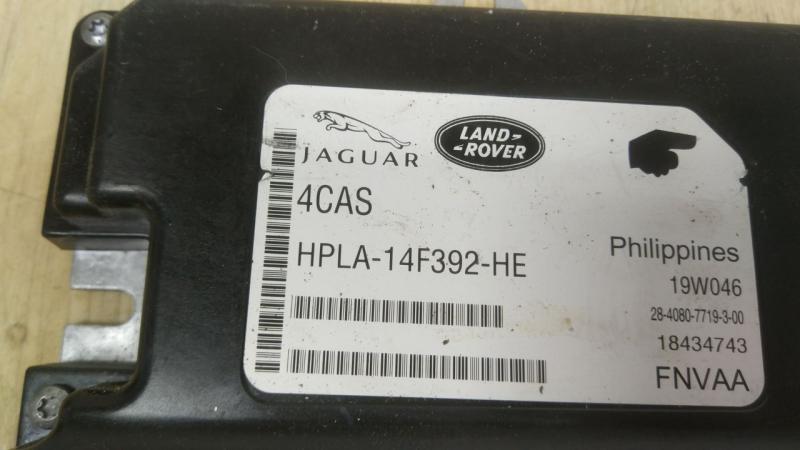 JAGUAR
LAND-
-ROVER
4CAS
HPLA-14F392-HE
Philippines
19W046
28-4080-7719-3-00
18434743
FNVAA